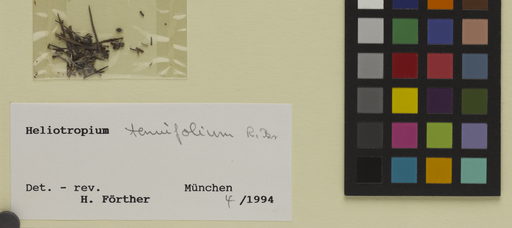 Heliotropium tenuifolium R. Br.
Det. - rev. München
H. Förther 4/1994